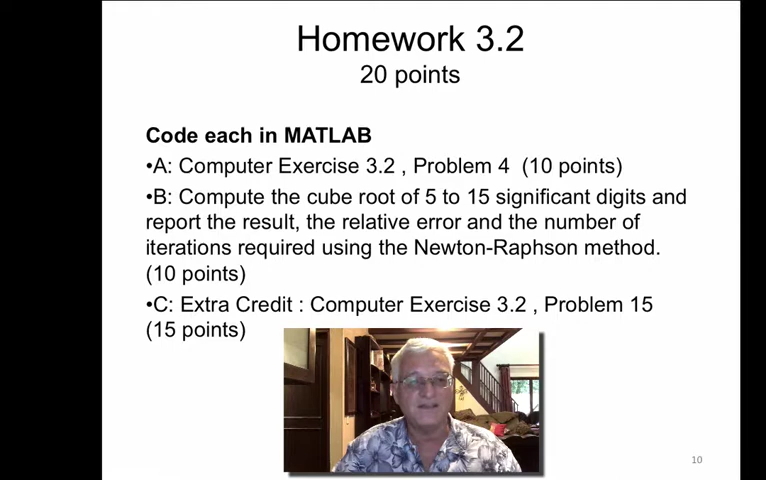 Homework 3.2
20 points
Code each in MATLAB
•A: Computer Exercise 3.2 , Problem 4 (10 points)
•B: Compute the cube root of 5 to 15 significant digits and
report the result, the relative error and the number of
iterations required using the Newton-Raphson method.
(10 points)
•C: Extra Credit : Computer Exercise 3.2 , Problem 15
(15 points)
10